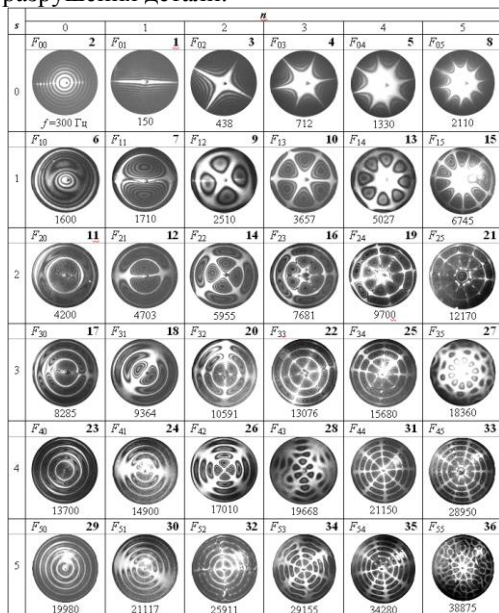 разрушения детали.
n
s 0 1 2 3 4 5
F00 2 F01 1 F02 3 F03 4 F04 5 F05 8
0
f=300 Гц 150 438 712 1330 2110
F10 6 F11 7 F12 9 F13 10 F14 13 F15 15
1
1600 1710 2510 3657 5027 6745
F20 11 F21 12 F22 14 F23 16 F24 19 F25 21
2
4200 4703 5955 7681 9700 12170
F30 17 F31 18 F32 20 F33 22 F34 25 F35 27
3
8285 9364 10591 13076 15680 18360
F40 23 F41 24 F42 26 F43 28 F44 31 F45 33
4
13700 14900 17010 19668 21150 28950
F50 29 F51 30 F52 32 F53 34 F54 35 F55 36
5
19980 21117 25911 29155 34280 38875